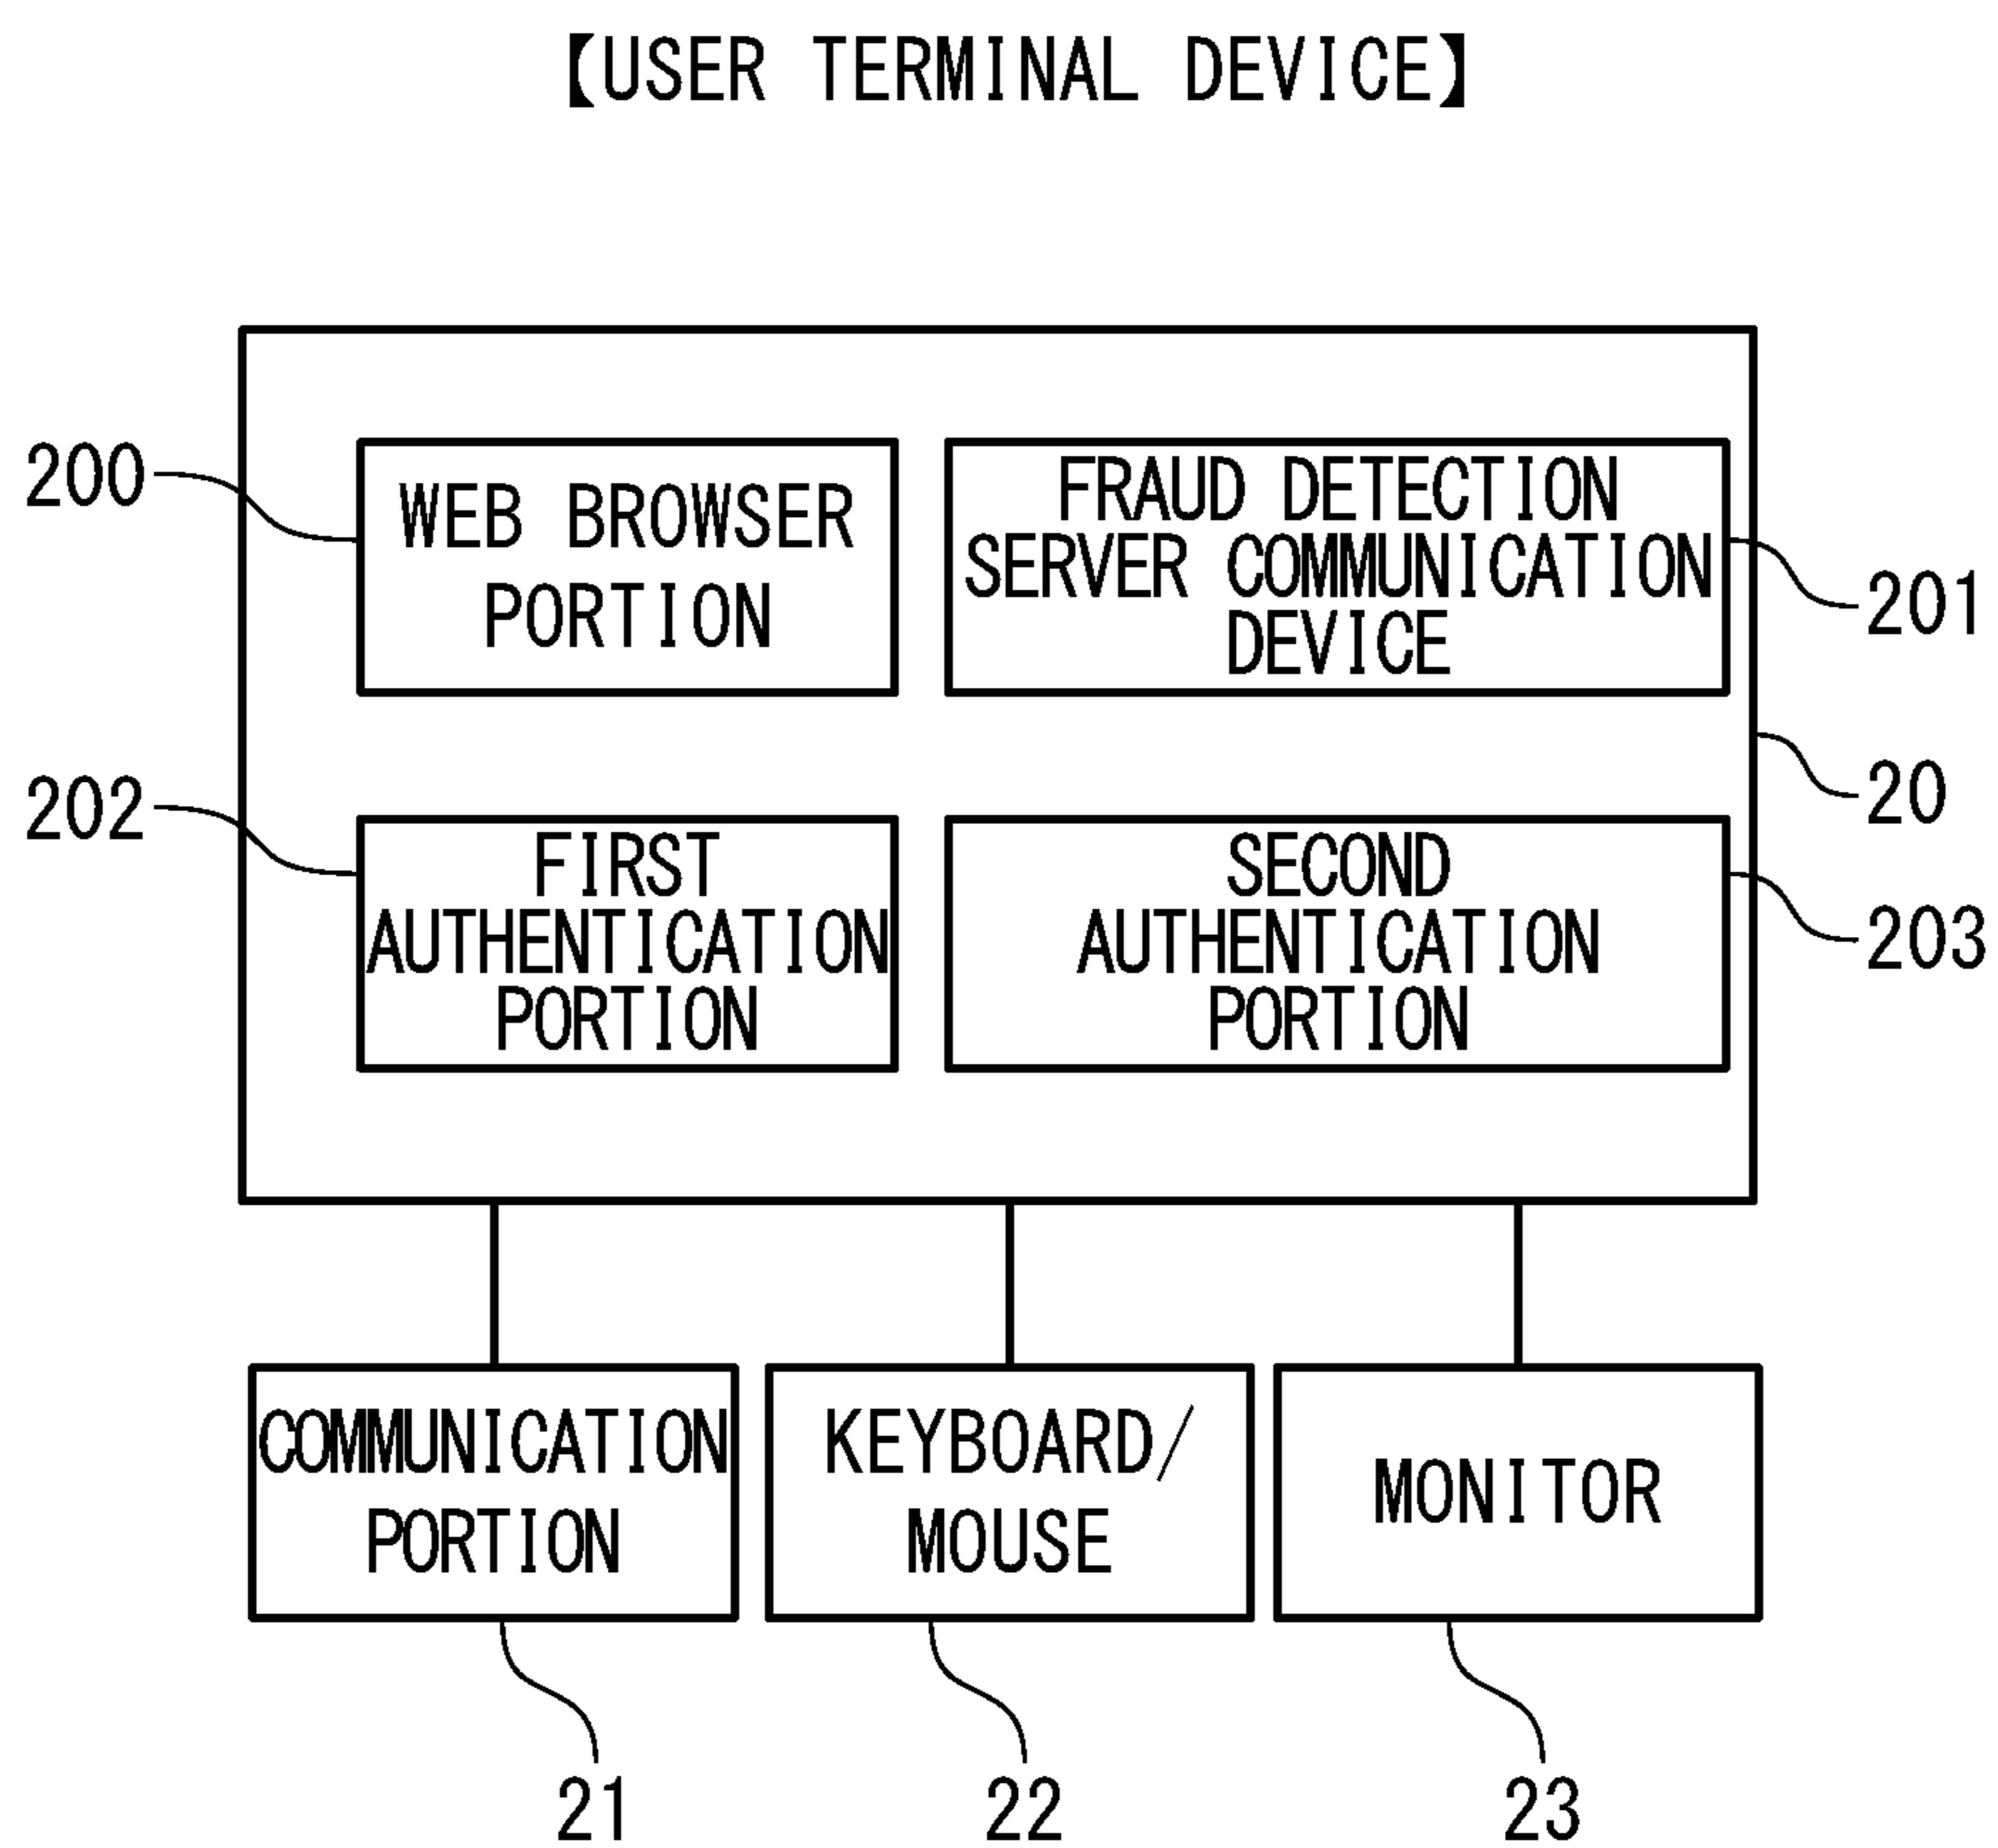 【USER TERMINAL DEVICE】
200
WEB BROWSER
PORTION
FRAUD DETECTION
SERVER COMMUNICATION
DEVICE
201
20
202
FIRST
AUTHENTICATION
PORTION
SECOND
AUTHENTICATION
PORTION
203
COMMUNICATION
PORTION
KEYBOARD/
MOUSE
MONITOR
21
22
23